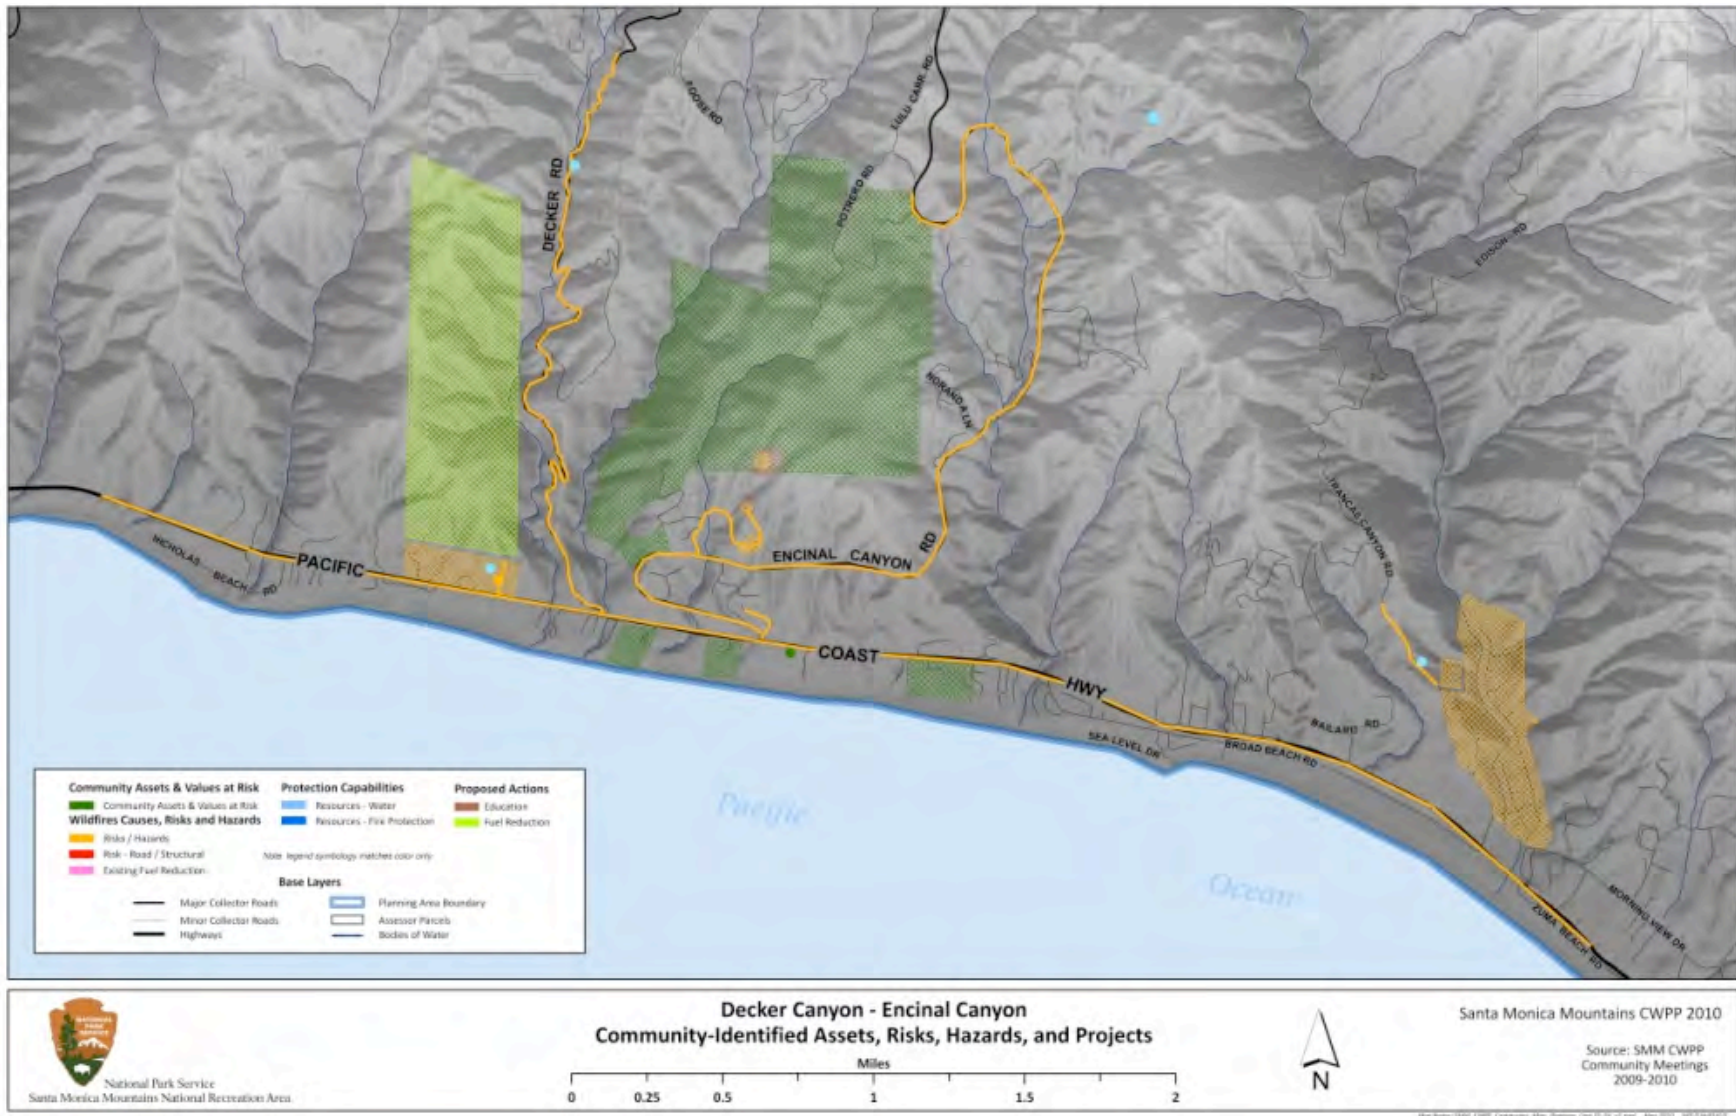 FOOSE RD
LULU CARR RD
DECKER RD
POTRERO RD
EDISON RD
NORANDA LN
TRANCAS CANYON RD
ENCINAL CANYON RD
NICHOLAS BEACH RD
PACIFIC
COAST
HWY
BAILARD RD
SEA LEVEL DR
BROAD BEACH RD
MORNING VIEW DR
ZUMA BEACH RD
Pacific
Ocean
Community Assets & Values at Risk
Community Assets & Values at Risk
Wildfires Causes, Risks and Hazards
Risks / Hazards
Risk - Road / Structural
Existing Fuel Reduction
Protection Capabilities
Resources - Water
Resources - Fire Protection
Proposed Actions
Education
Fuel Reduction
Note: legend symbology matches color only
Base Layers
Major Collector Roads
Minor Collector Roads
Highways
Planning Area Boundary
Assessor Parcels
Bodies of Water
NATIONAL
PARK
SERVICE
National Park Service
Santa Monica Mountains National Recreation Area
Decker Canyon - Encinal Canyon
Community-Identified Assets, Risks, Hazards, and Projects
Miles
0 0.25 0.5 1 1.5 2
N
Santa Monica Mountains CWPP 2010
Source: SMM CWPP
Community Meetings
2009-2010